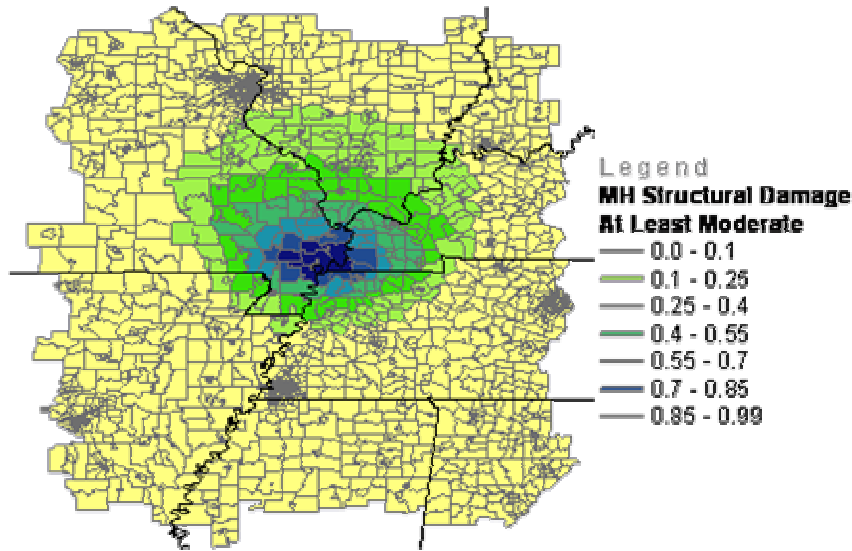 Legend
MH Structural Damage
At Least Moderate
0.0 - 0.1
0.1 - 0.25
0.25 - 0.4
0.4 - 0.55
0.55 - 0.7
0.7 - 0.85
0.85 - 0.99